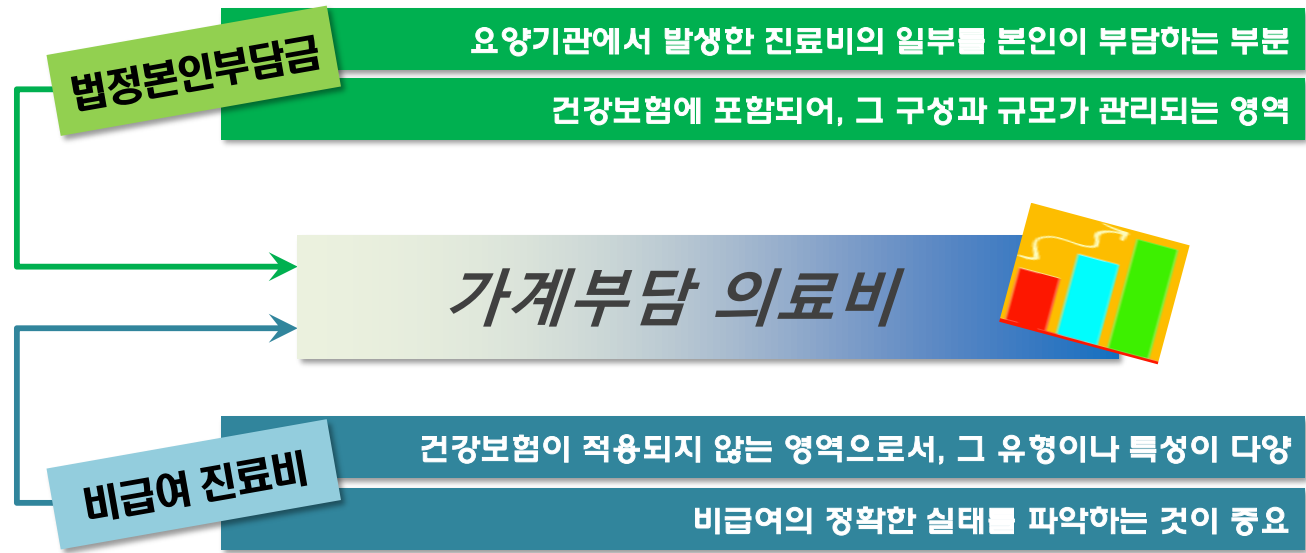 법정본인부담금
요양기관에서 발생한 진료비의 일부를 본인이 부담하는 부분
건강보험에 포함되어, 그 구성과 규모가 관리되는 영역
가계부담 의료비
비급여 진료비
건강보험이 적용되지 않는 영역으로서, 그 유형이나 특성이 다양
비급여의 정확한 실태를 파악하는 것이 중요